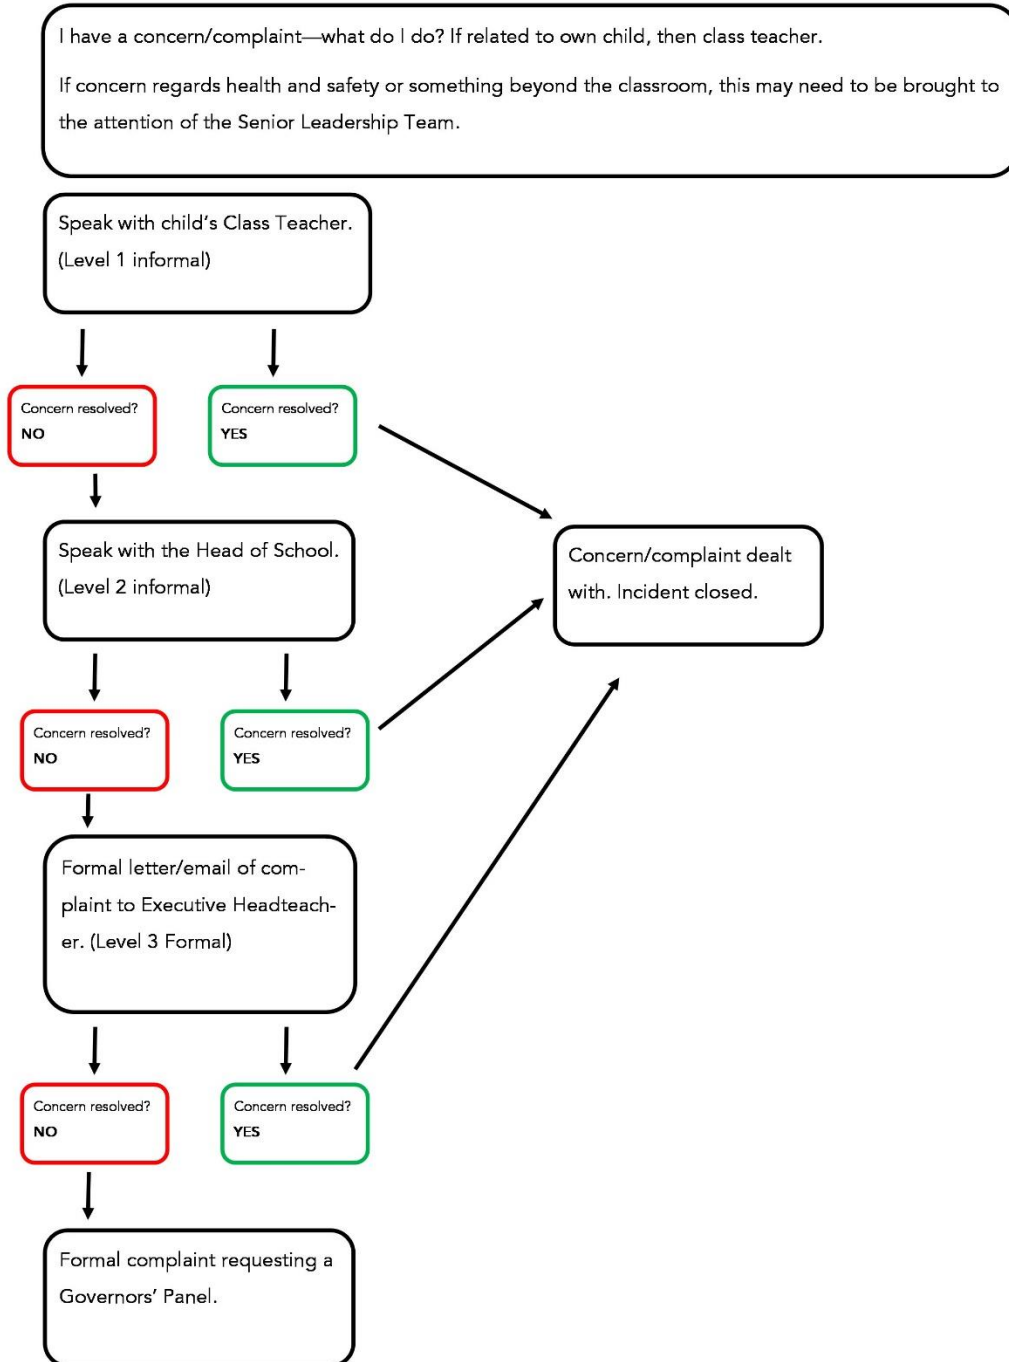 I have a concern/complaint—what do I do? If related to own child, then class teacher.
If concern regards health and safety or something beyond the classroom, this may need to be brought to
the attention of the Senior Leadership Team.
Speak with child's Class Teacher.
(Level 1 informal)
Concern resolved?
NO
Concern resolved?
YES
Speak with the Head of School.
(Level 2 informal)
Concern/complaint dealt
with. Incident closed.
Concern resolved?
NO
Concern resolved?
YES
Formal letter/email of com-
plaint to Executive Headteach-
er. (Level 3 Formal)
Concern resolved?
NO
Concern resolved?
YES
Formal complaint requesting a
Governors' Panel.